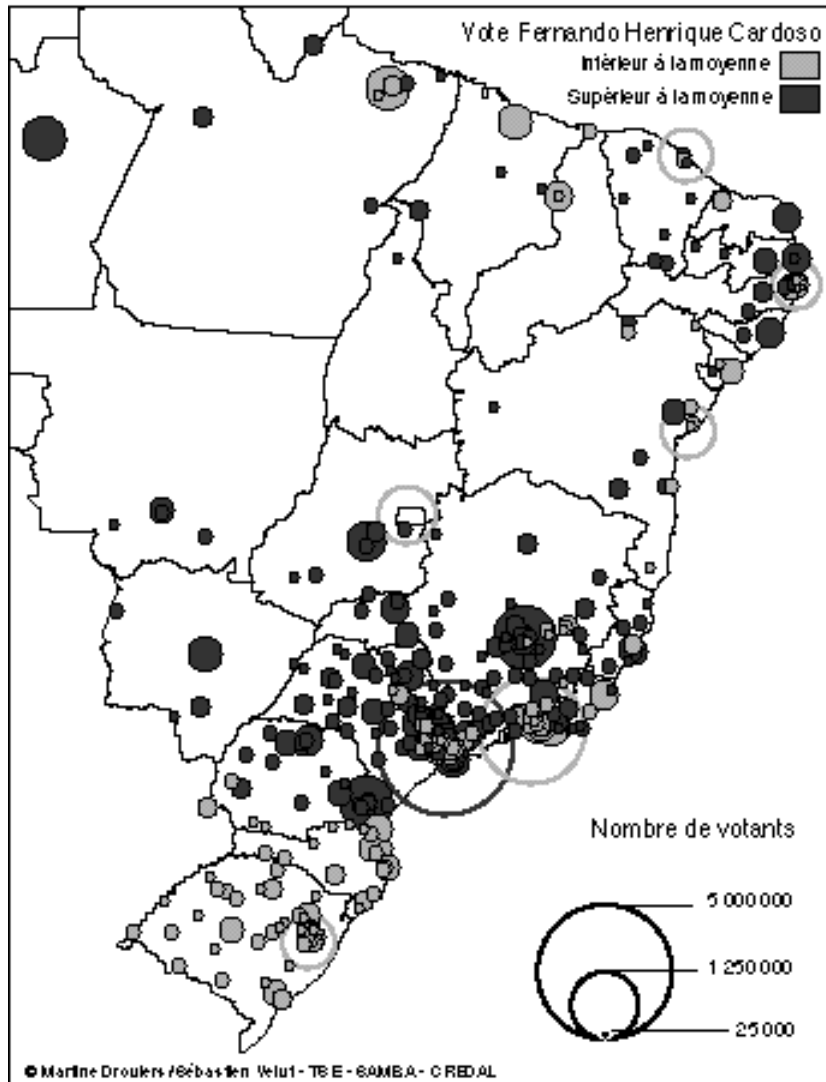 Vote Fernando Henrique Cardoso
Inférieur à la moyenne
Supérieur à la moyenne
Nombre de votants
5 000 000
1 250 000
25 000
© Martine Droulers / Sébastien Velut - TSE - SAMBA - CREDAL